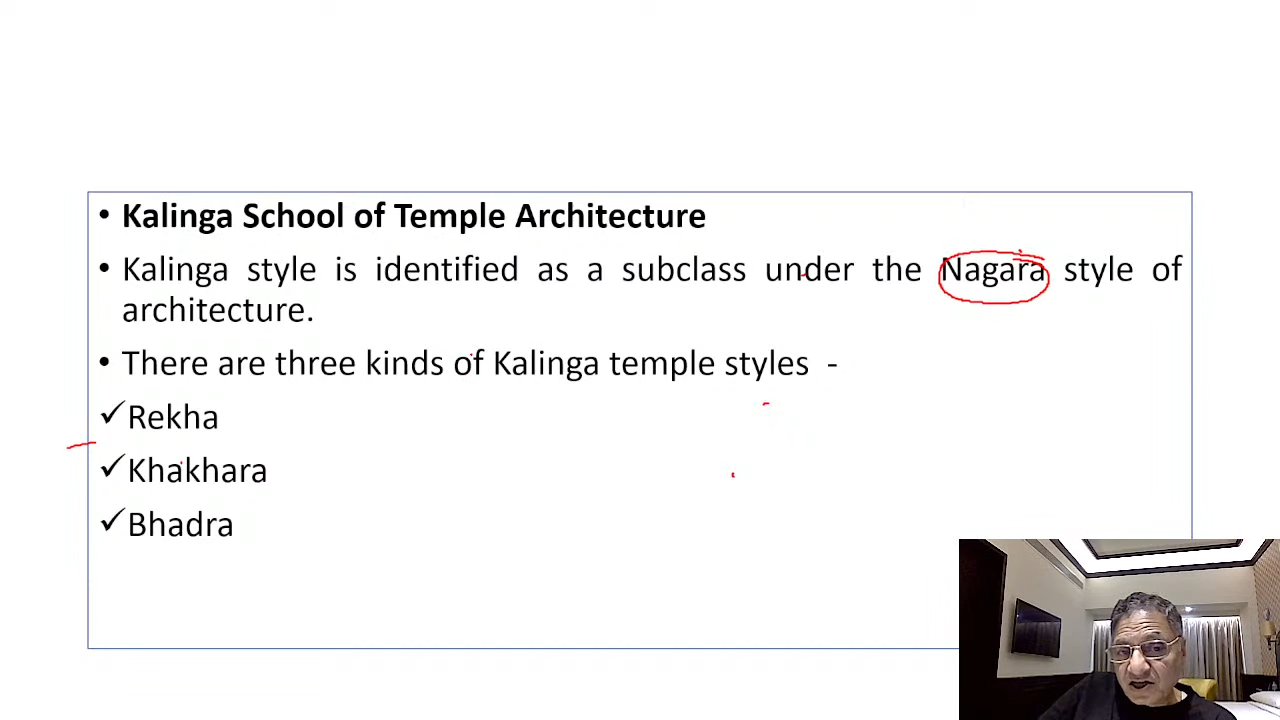 • Kalinga School of Temple Architecture
• Kalinga style is identified as a subclass under the Nagara style of
architecture.
• There are three kinds of Kalinga temple styles -
✓Rekha
✓Khakhara
✓Bhadra